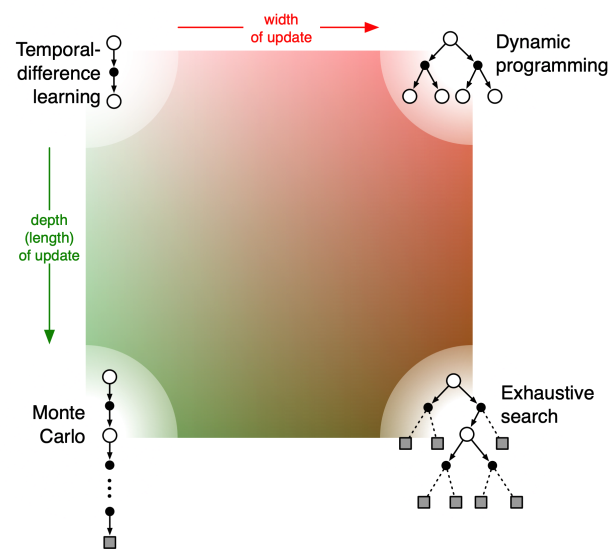 width
of update
Temporal-
difference
learning
Dynamic
programming
depth
(length)
of update
Monte
Carlo
Exhaustive
search